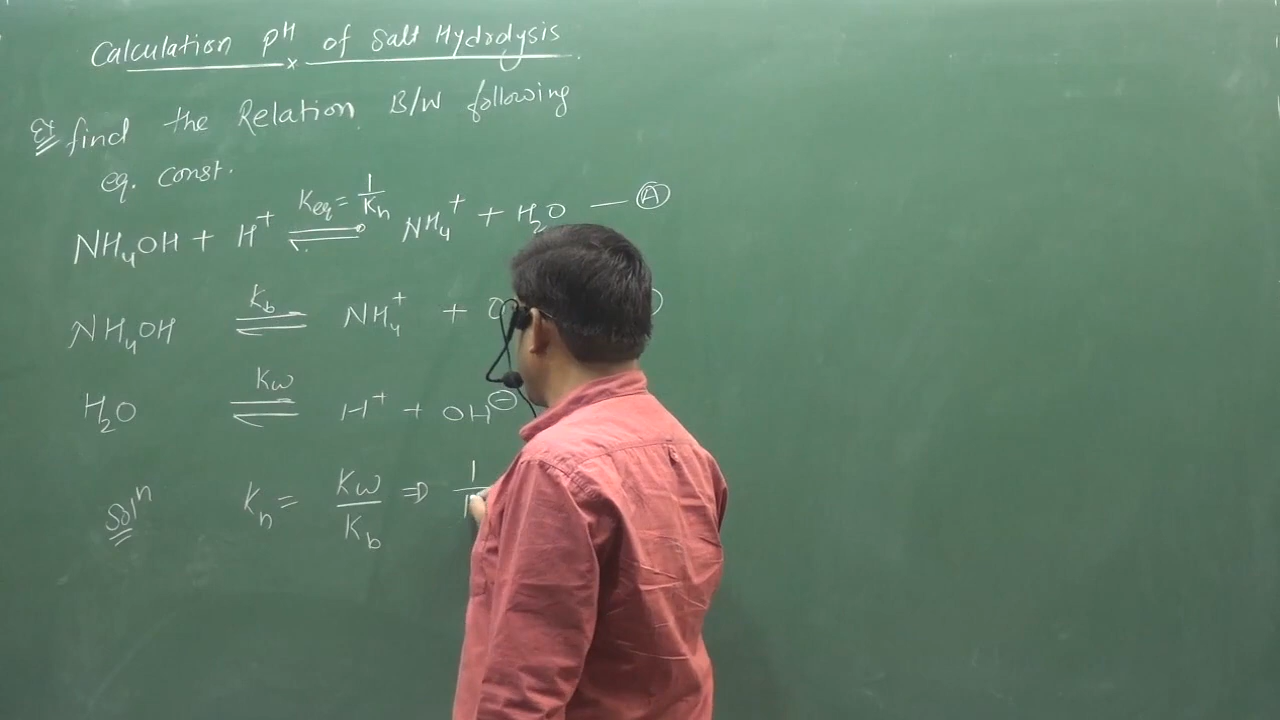 Calculation pH of Salt Hydrolysis
Ex find the Relation B/W following
eq. const.
NH₄OH + H⁺ ⇌ NH₄⁺ + H₂O — Ⓐ
Keq = 1/Kh
NH₄OH ⇌ NH₄⁺ +
Kb
H₂O ⇌ H⁺ + OH⊖
Kw
Solⁿ Kh = Kw/Kb ⇒ 1